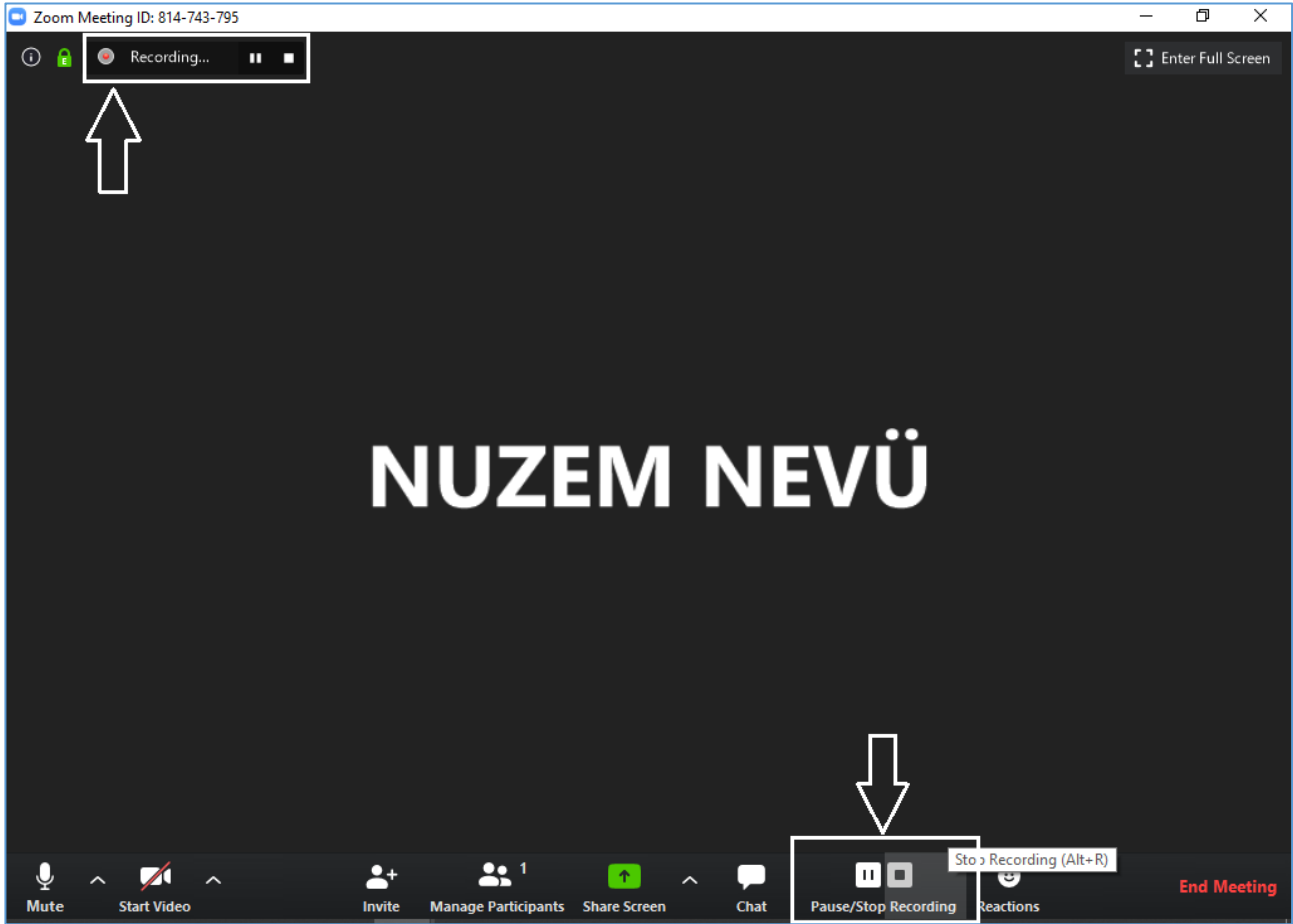 Zoom Meeting ID: 814-743-795
Recording...
Enter Full Screen
NUZEM NEVÜ
Stop Recording (Alt+R)
1
Mute
Start Video
Invite
Manage Participants
Share Screen
Chat
Pause/Stop Recording
Reactions
End Meeting